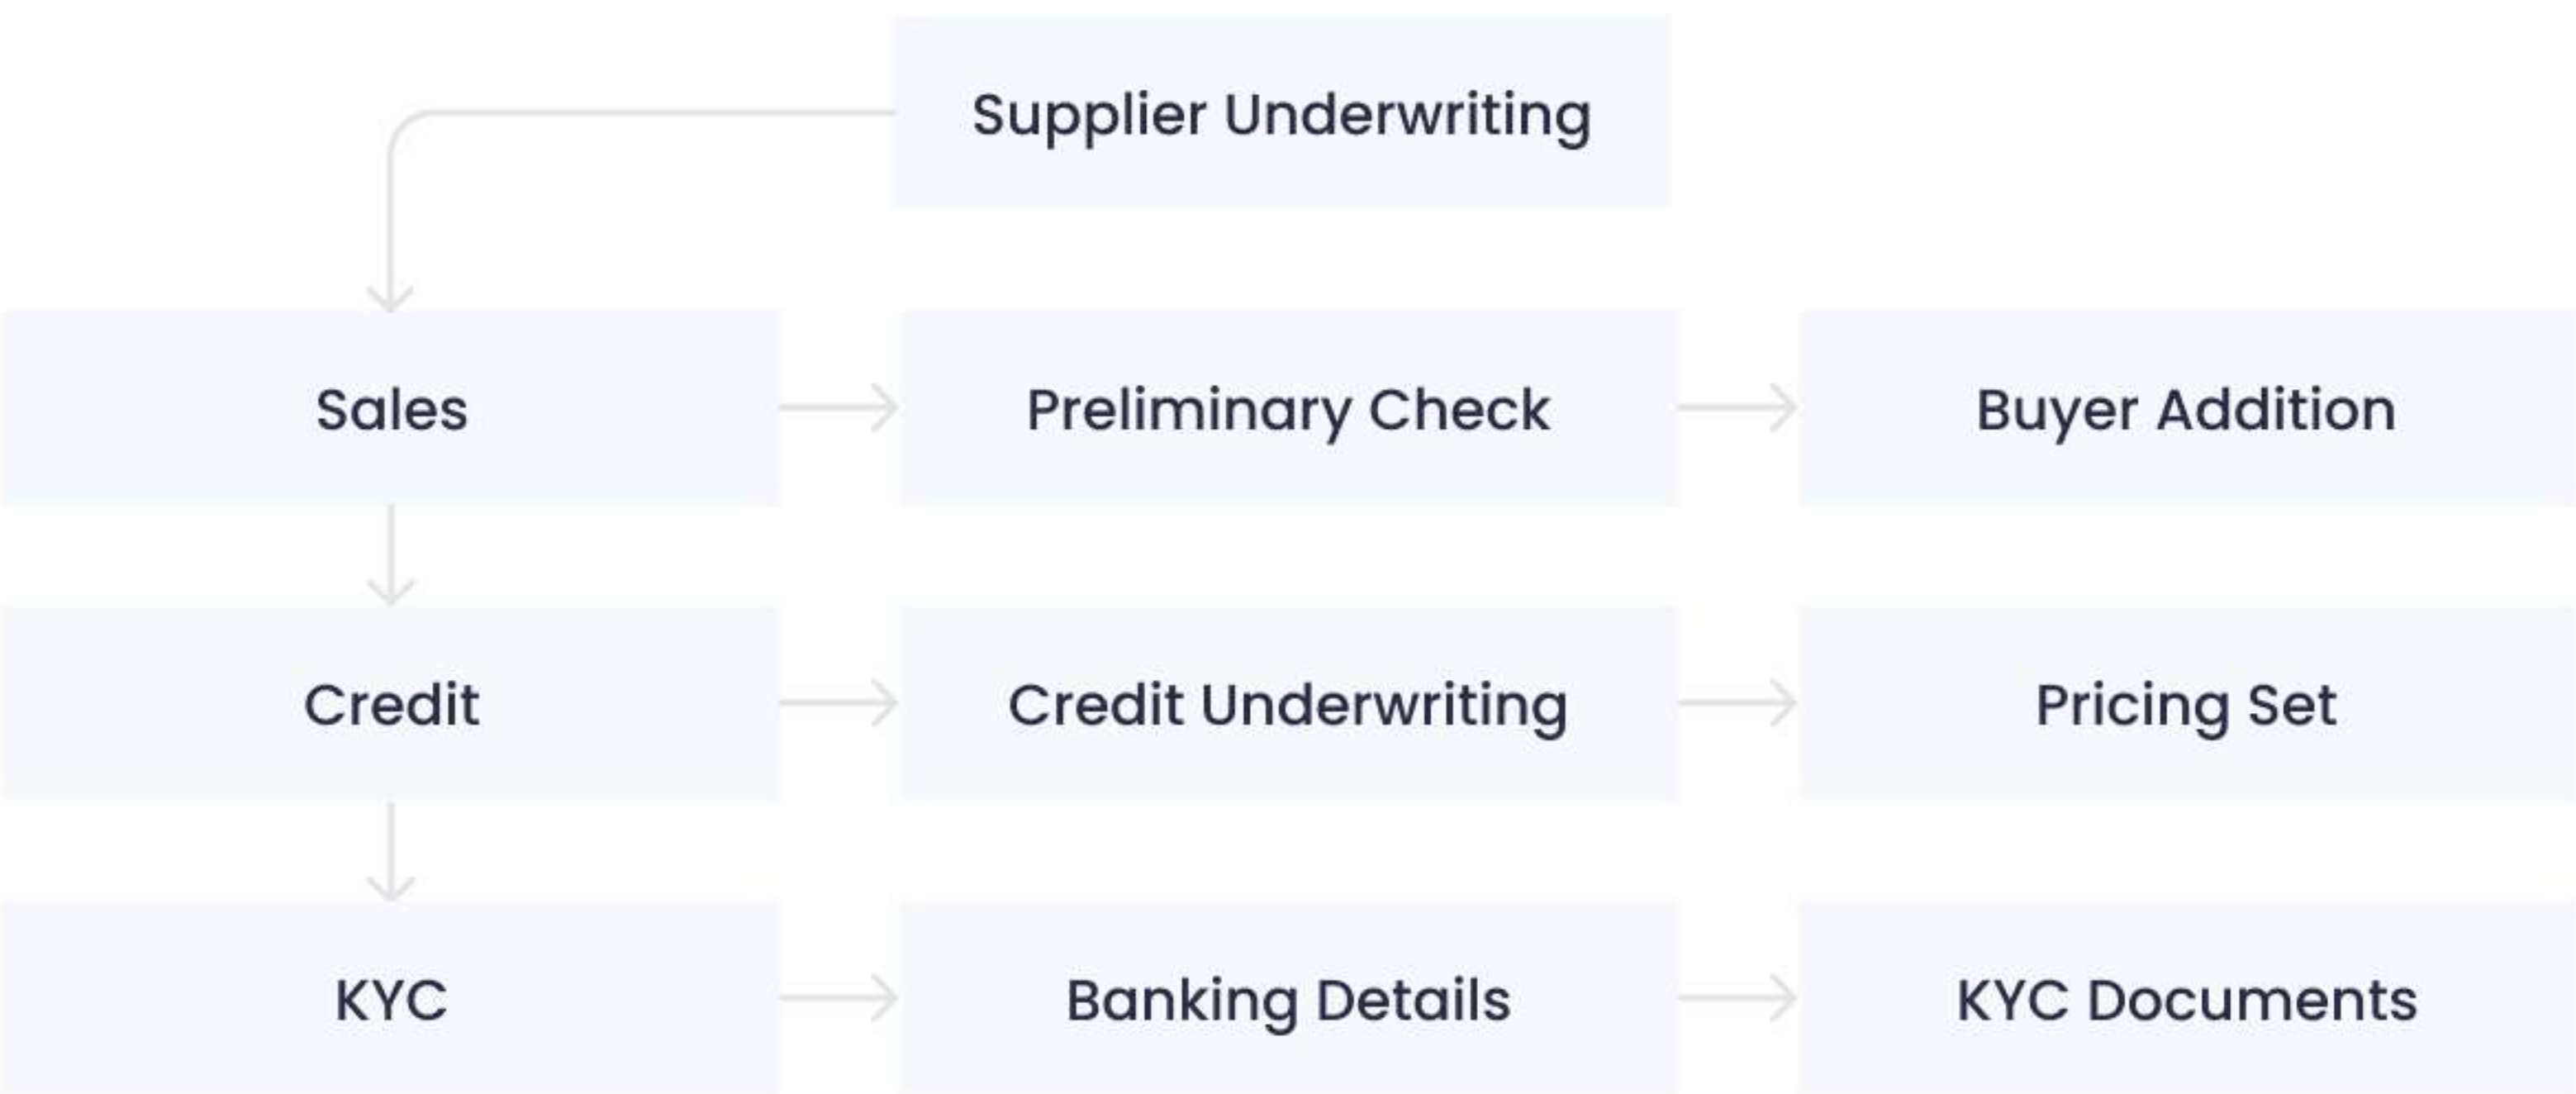 Supplier Underwriting
Sales
Preliminary Check
Buyer Addition
Credit
Credit Underwriting
Pricing Set
KYC
Banking Details
KYC Documents